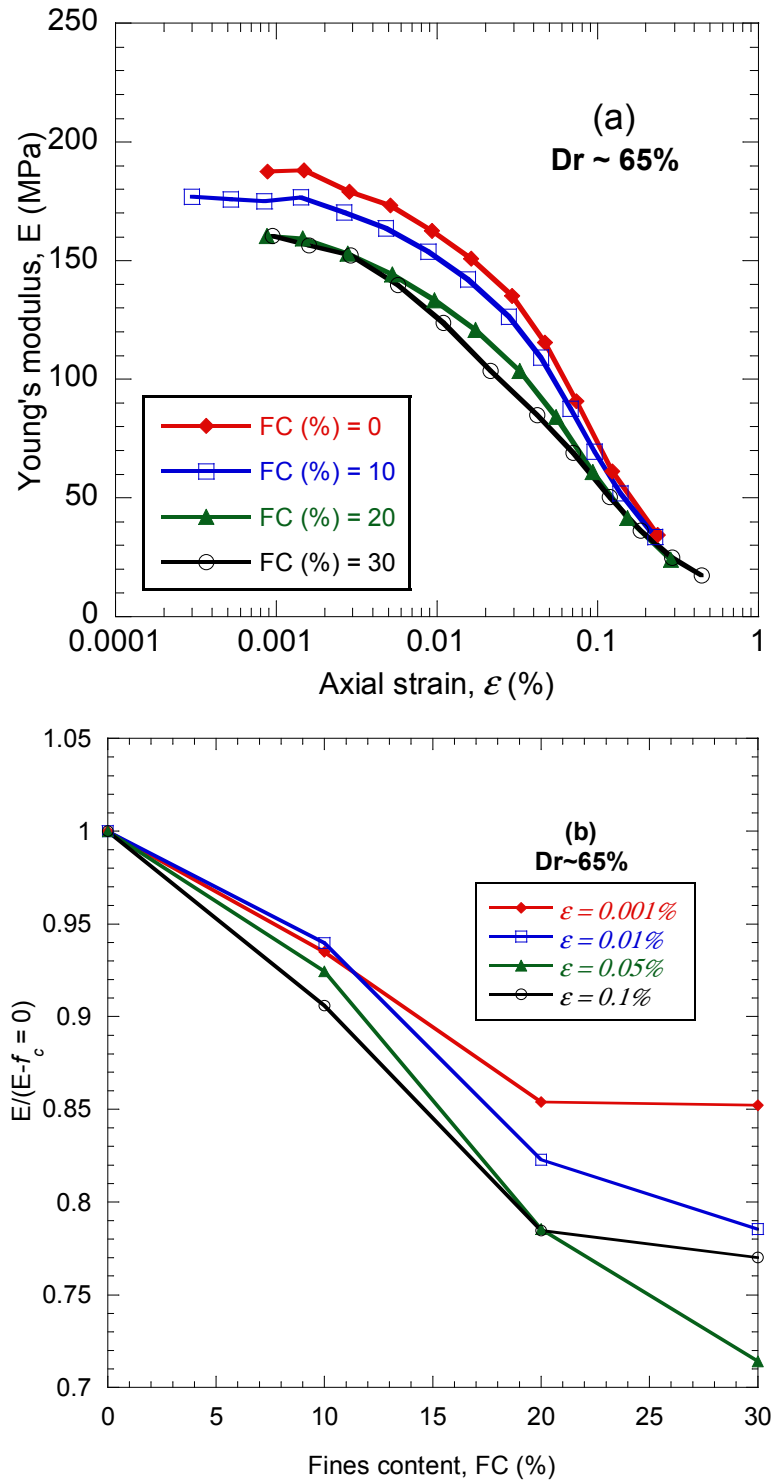 250
200
150
100
50
0
Young's modulus, E (MPa)
(a)
Dr ~ 65%
FC (%) = 0
FC (%) = 10
FC (%) = 20
FC (%) = 30
0.0001 0.001 0.01 0.1 1
Axial strain, ε (%)
1.05
1
0.95
0.9
0.85
0.8
0.75
0.7
E/(E-f_c = 0)
(b)
Dr~65%
ε = 0.001%
ε = 0.01%
ε = 0.05%
ε = 0.1%
0 5 10 15 20 25 30
Fines content, FC (%)